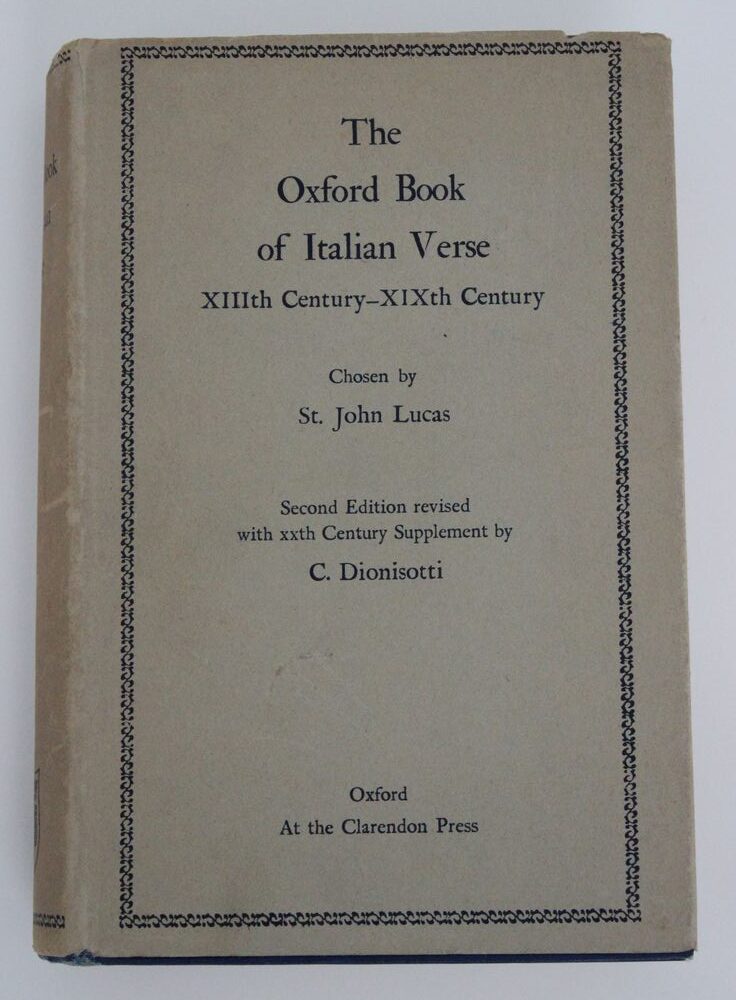 The
Oxford Book
of Italian Verse
XIIIth Century–XIXth Century
Chosen by
St. John Lucas
Second Edition revised
with xxth Century Supplement by
C. Dionisotti
Oxford
At the Clarendon Press